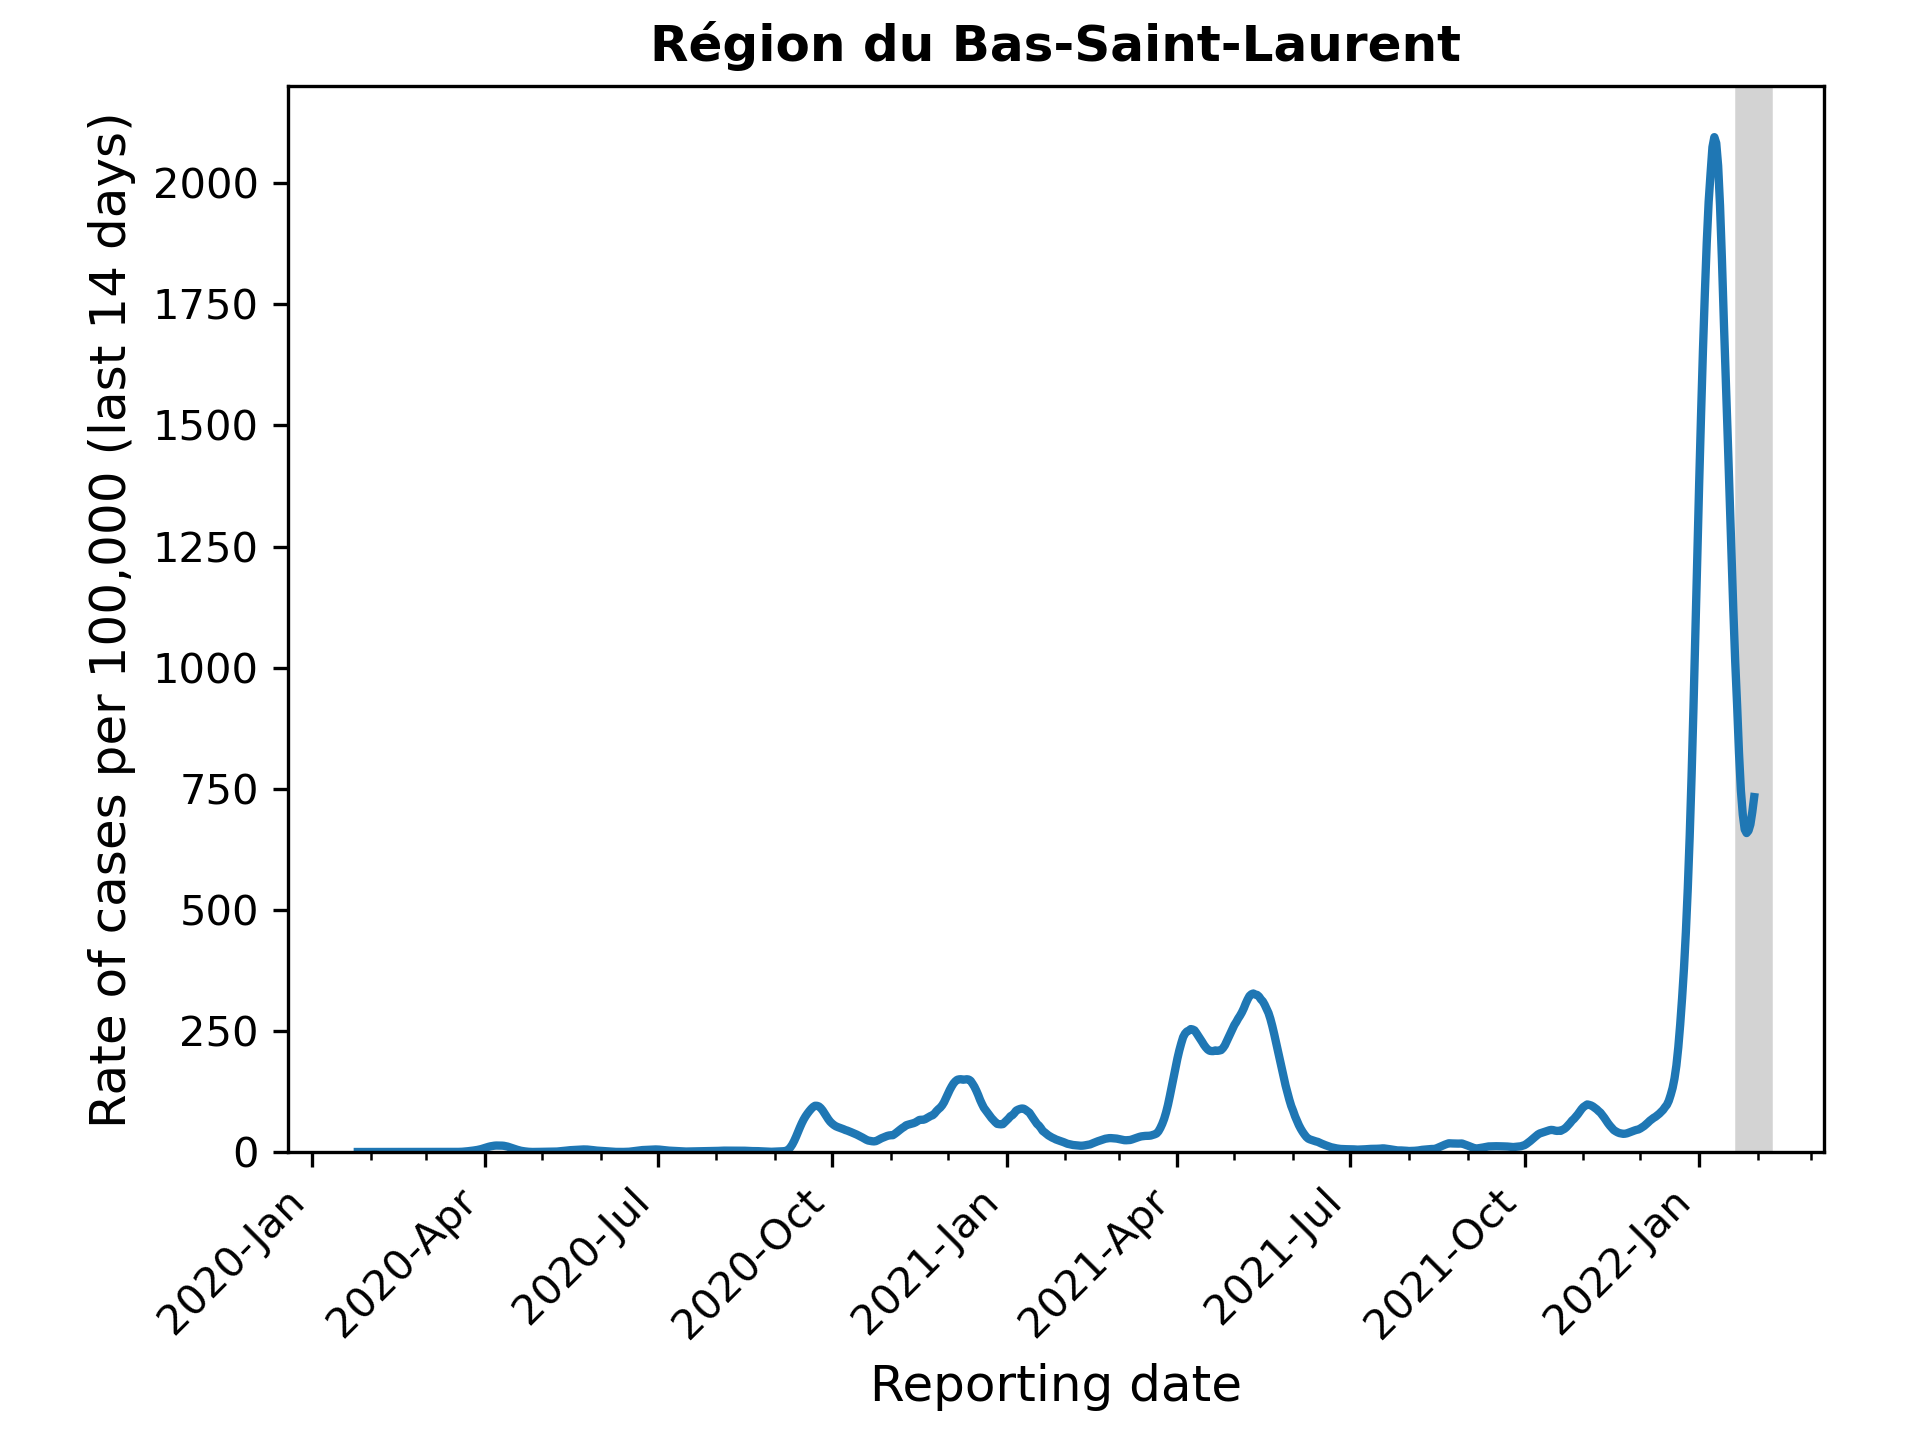 Région du Bas-Saint-Laurent
Rate of cases per 100,000 (last 14 days)
2000
1750
1500
1250
1000
750
500
250
0
2020-Jan
2020-Apr
2020-Jul
2020-Oct
2021-Jan
2021-Apr
2021-Jul
2021-Oct
2022-Jan
Reporting date